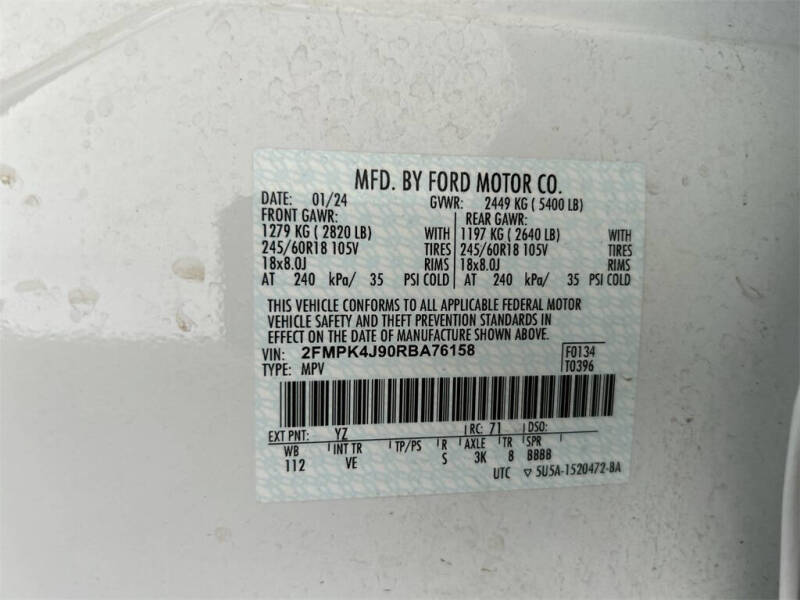 MFD. BY FORD MOTOR CO.
DATE: 01/24 GVWR: 2449 KG ( 5400 LB)
FRONT GAWR: REAR GAWR:
1279 KG ( 2820 LB) WITH 1197 KG ( 2640 LB) WITH
245/60R18 105V TIRES 245/60R18 105V TIRES
18x8.0J RIMS 18x8.0J RIMS
AT 240 kPa/ 35 PSI COLD AT 240 kPa/ 35 PSI COLD
THIS VEHICLE CONFORMS TO ALL APPLICABLE FEDERAL MOTOR
VEHICLE SAFETY AND THEFT PREVENTION STANDARDS IN
EFFECT ON THE DATE OF MANUFACTURE SHOWN ABOVE.
VIN: 2FMPK4J90RBA76158 F0134
TYPE: MPV T0396
EXT PNT: YZ RC: 71 DSO:
WB INT TR TP/PS R AXLE TR SPR
112 VE S 3K 8 BBBB
UTC ▽ 5U5A-1520472-BA